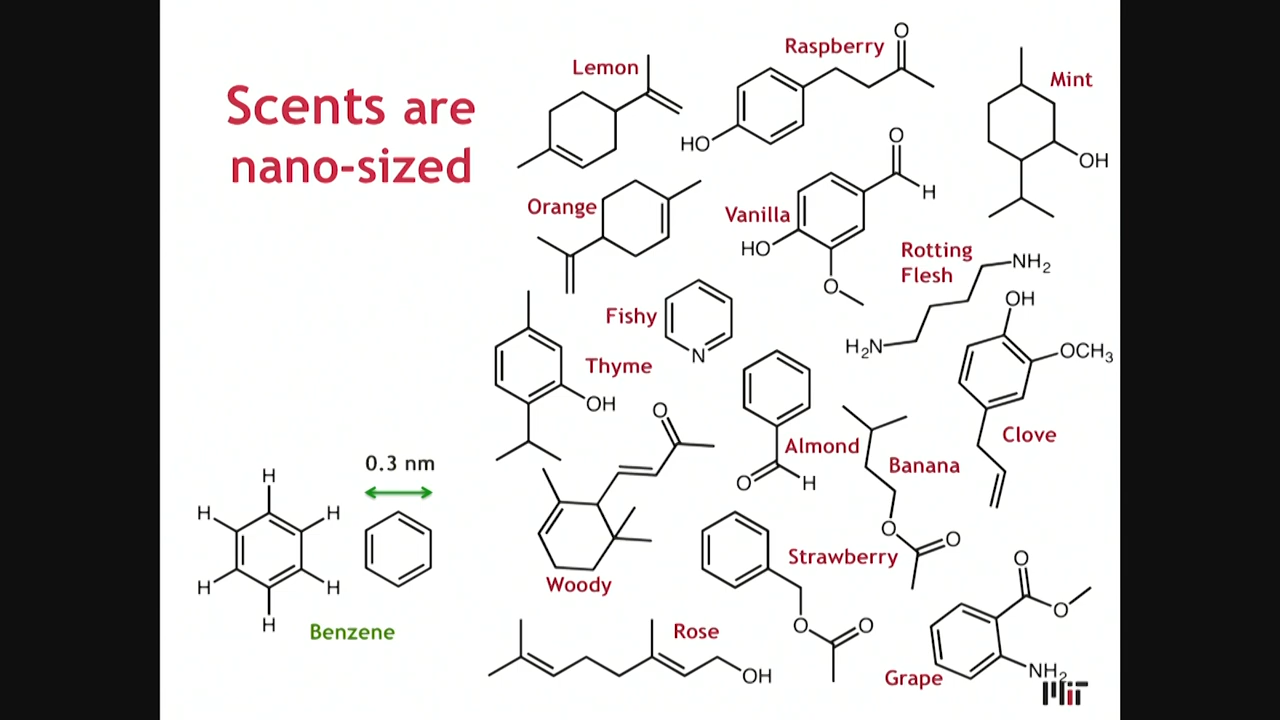 Scents are
nano-sized
Lemon
Raspberry
O
HO
Mint
OH
Orange
Vanilla
O
H
HO
O
Rotting
Flesh
NH₂
H₂N
Fishy
N
Thyme
OH
OH
OCH₃
Clove
Almond
O
H
Banana
O
O
O
Woody
Strawberry
O
O
Rose
OH
O
O
NH₂
Grape
0.3 nm
H
H
H
H
H
H
Benzene
MIT